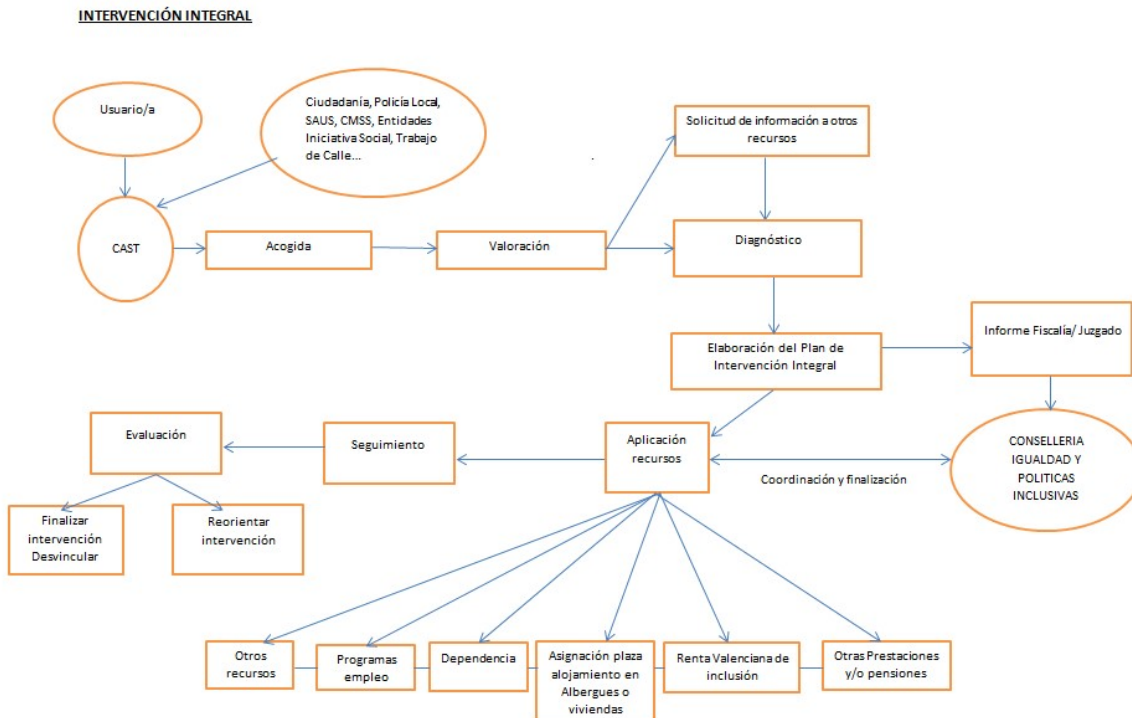 INTERVENCIÓN INTEGRAL
Usuario/a
Ciudadanía, Policía Local,
SAUS, CMSS, Entidades
Iniciativa Social, Trabajo
de Calle...
Solicitud de información a otros
recursos
CAST
Acogida
Valoración
Diagnóstico
Elaboración del Plan de
Intervención Integral
Informe Fiscalía/ Juzgado
Evaluación
Seguimiento
Aplicación
recursos
Coordinación y finalización
CONSELLERIA
IGUALDAD Y
POLITICAS
INCLUSIVAS
Finalizar
intervención
Desvincular
Reorientar
intervención
Otros
recursos
Programas
empleo
Dependencia
Asignación plaza
alojamiento en
Albergues o
viviendas
Renta Valenciana de
inclusión
Otras Prestaciones
y/o pensiones